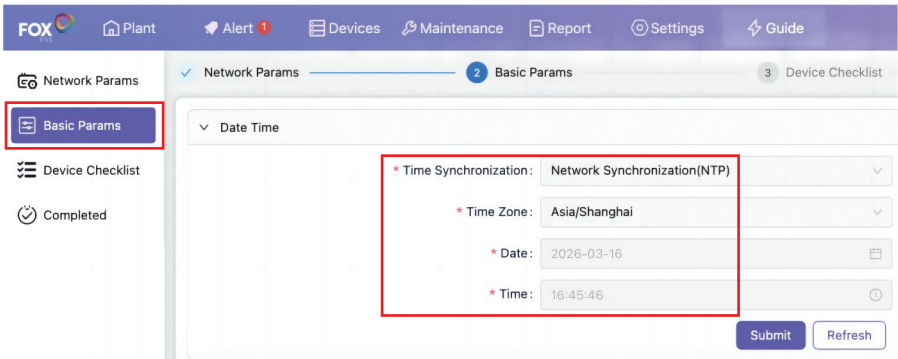 FOX ESS Plant Alert 1 Devices Maintenance Report Settings Guide
Network Params
Basic Params
Device Checklist
Completed
Network Params 2 Basic Params 3 Device Checklist
Date Time
* Time Synchronization: Network Synchronization(NTP)
* Time Zone: Asia/Shanghai
* Date: 2026-03-16
* Time: 16:45:46
Submit Refresh